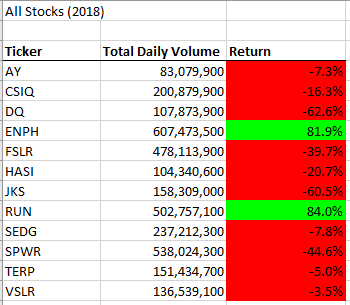 All Stocks (2018)
Ticker Total Daily Volume Return
AY 83,079,900 -7.3%
CSIQ 200,879,900 -16.3%
DQ 107,873,900 -62.6%
ENPH 607,473,500 81.9%
FSLR 478,113,900 -39.7%
HASI 104,340,600 -20.7%
JKS 158,309,000 -60.5%
RUN 502,757,100 84.0%
SEDG 237,212,300 -7.8%
SPWR 538,024,300 -44.6%
TERP 151,434,700 -5.0%
VSLR 136,539,100 -3.5%